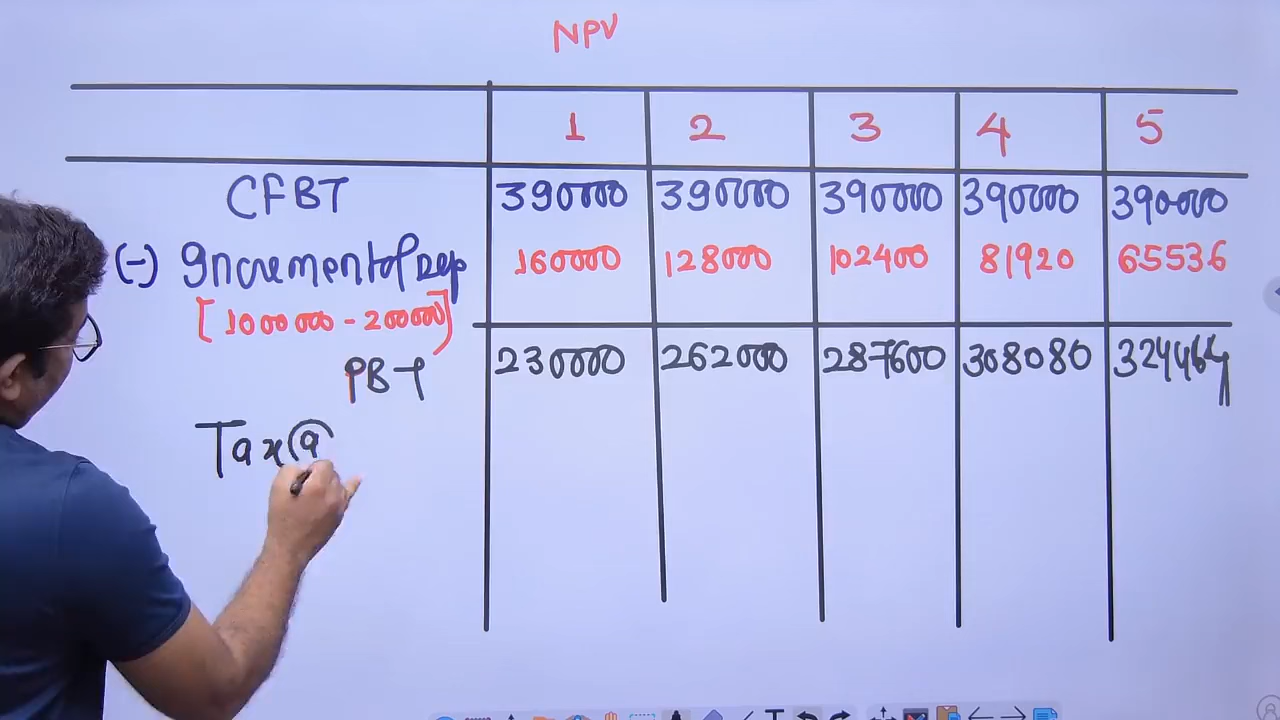 NPV
1 2 3 4 5
CFBT 390000 390000 390000 390000 390000
(-) Incremental Dep 160000 128000 102400 81920 65536
[1000000 - 200000]
PBT 230000 262000 287600 308080 324464
Tax @